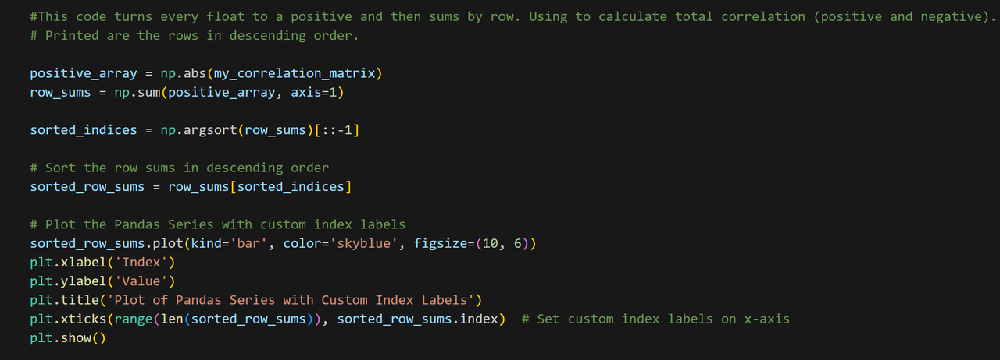 #This code turns every float to a positive and then sums by row. Using to calculate total correlation (positive and negative).
# Printed are the rows in descending order.
positive_array = np.abs(my_correlation_matrix)
row_sums = np.sum(positive_array, axis=1)
sorted_indices = np.argsort(row_sums)[::-1]
# Sort the row sums in descending order
sorted_row_sums = row_sums[sorted_indices]
# Plot the Pandas Series with custom index labels
sorted_row_sums.plot(kind='bar', color='skyblue', figsize=(10, 6))
plt.xlabel('Index')
plt.ylabel('Value')
plt.title('Plot of Pandas Series with Custom Index Labels')
plt.xticks(range(len(sorted_row_sums)), sorted_row_sums.index)  # Set custom index labels on x-axis
plt.show()